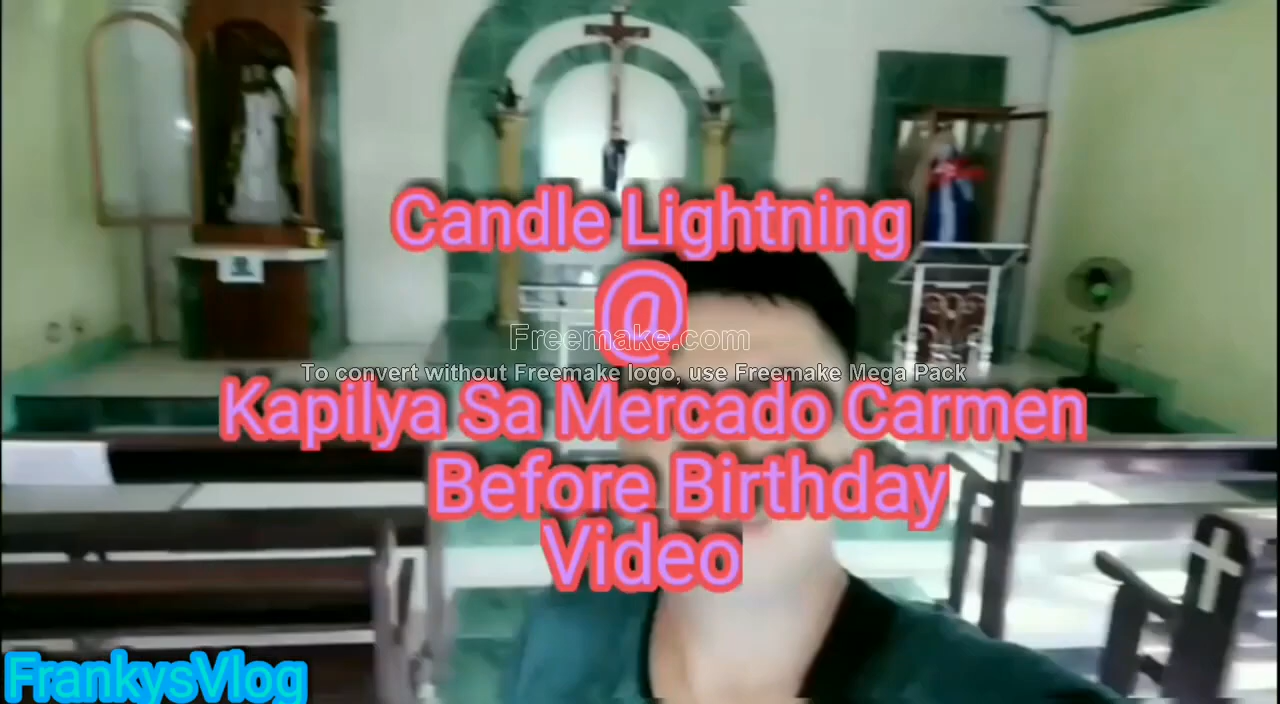 Candle Lightning
@
Freemake.com
To convert without Freemake logo, use Freemake Mega Pack
Kapilya Sa Mercado Carmen
Before Birthday
Video
FrankysVlog